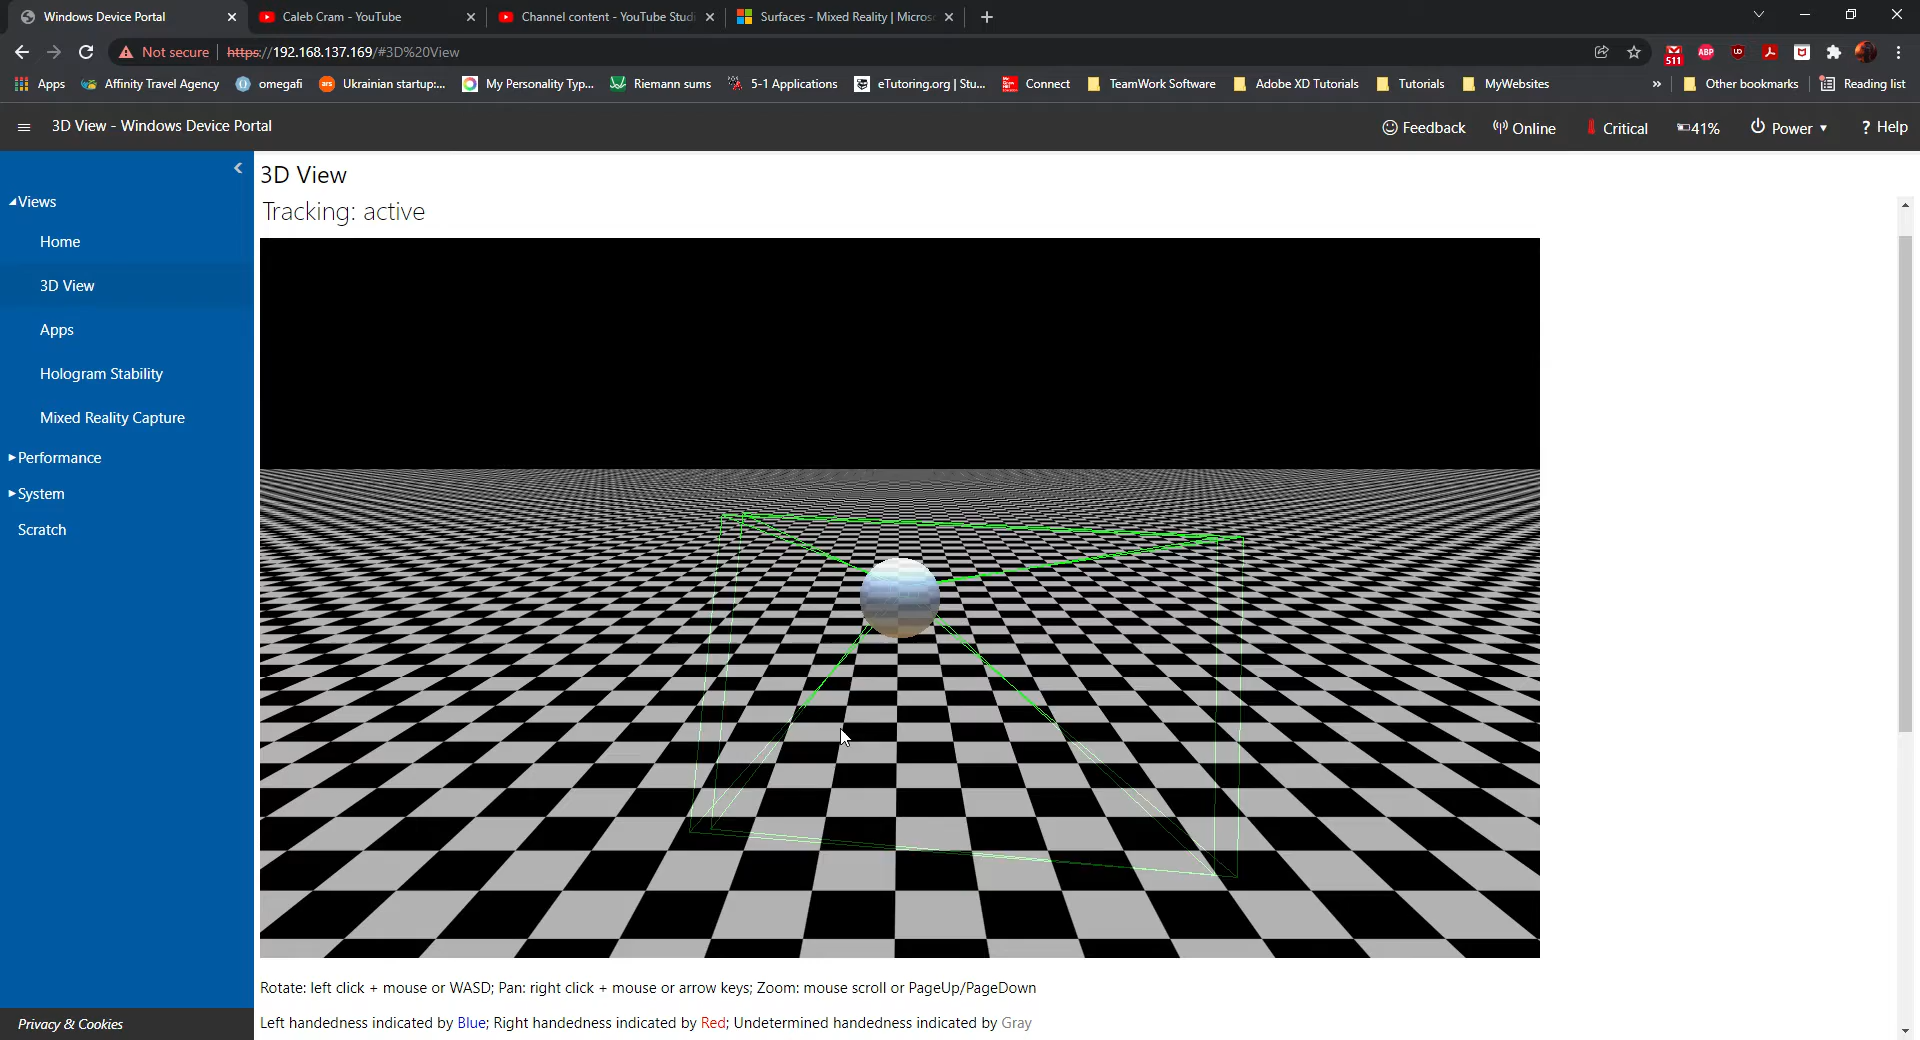 Windows Device Portal
Caleb Cram - YouTube
Channel content - YouTube Studi
Surfaces - Mixed Reality | Micros
Not secure
https://192.168.137.169/#3D%20View
511
ABP
Apps
Affinity Travel Agency
omegafi
Ukrainian startup:...
My Personality Typ...
Riemann sums
5-1 Applications
eTutoring.org | Stu...
Connect
TeamWork Software
Adobe XD Tutorials
Tutorials
MyWebsites
»
Other bookmarks
Reading list
3D View - Windows Device Portal
Feedback
Online
Critical
41%
Power
? Help
Views
Home
3D View
Apps
Hologram Stability
Mixed Reality Capture
Performance
System
Scratch
Privacy & Cookies
3D View
Tracking: active
Rotate: left click + mouse or WASD; Pan: right click + mouse or arrow keys; Zoom: mouse scroll or PageUp/PageDown
Left handedness indicated by Blue; Right handedness indicated by Red; Undetermined handedness indicated by Gray